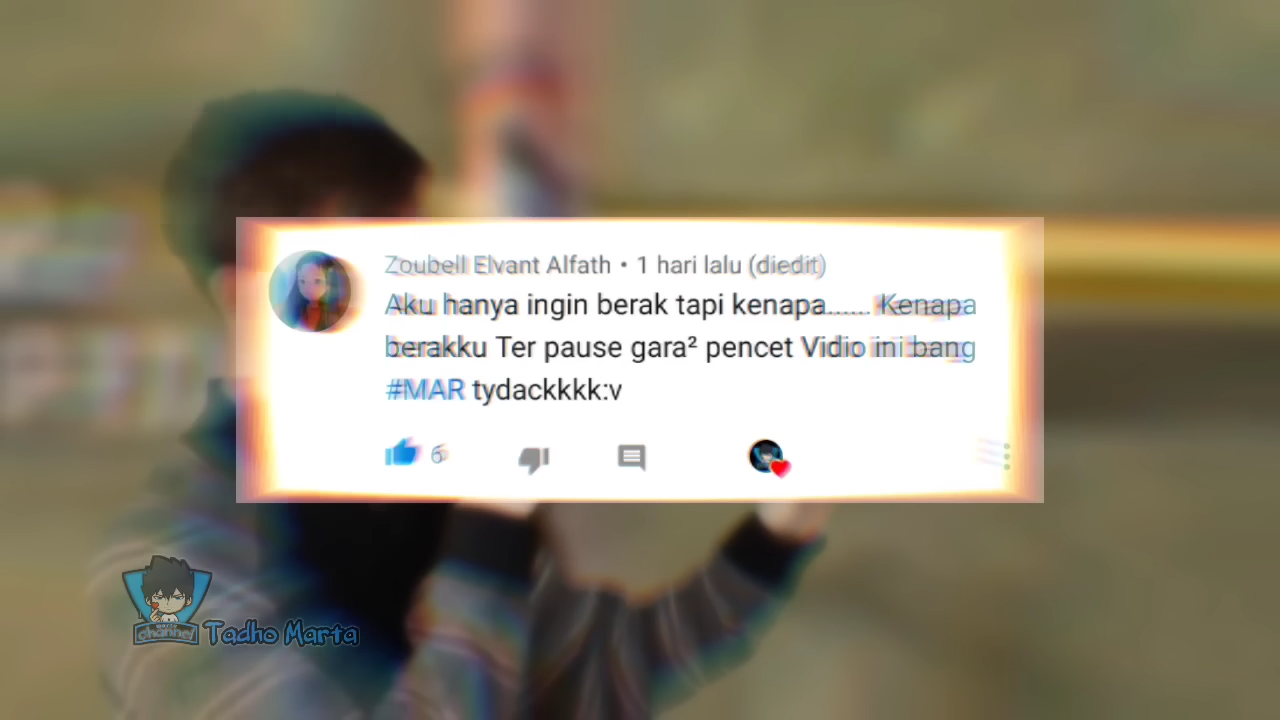 Zoubell Elvant Alfath • 1 hari lalu (diedit)
Aku hanya ingin berak tapi kenapa...... Kenapa
berakku Ter pause gara² pencet Vidio ini bang
#MAR tydackkkk:v
6
channel
Tadho Marta